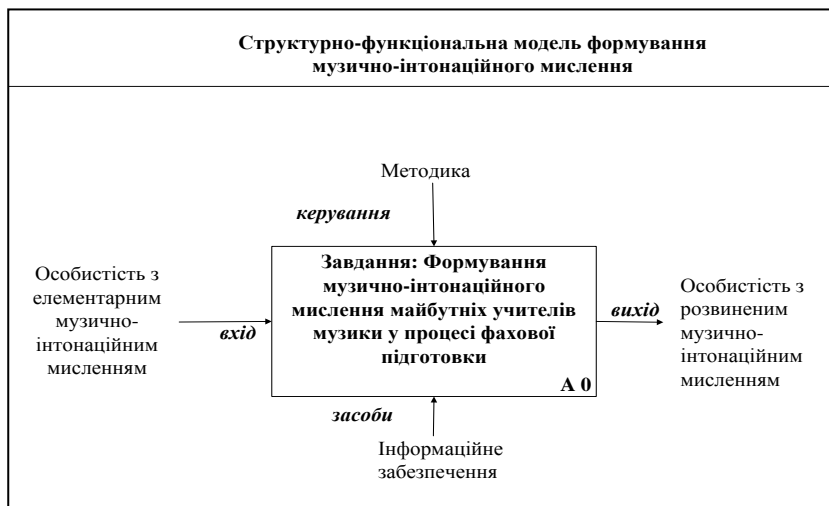 Структурно-функціональна модель формування
музично-інтонаційного мислення
Методика
керування
Особистість з
елементарним
музично-
інтонаційним
мисленням
вхід
Завдання: Формування
музично-інтонаційного
мислення майбутніх учителів
музики у процесі фахової
підготовки
А 0
вихід
Особистість з
розвиненим
музично-
інтонаційним
мисленням
засоби
Інформаційне
забезпечення